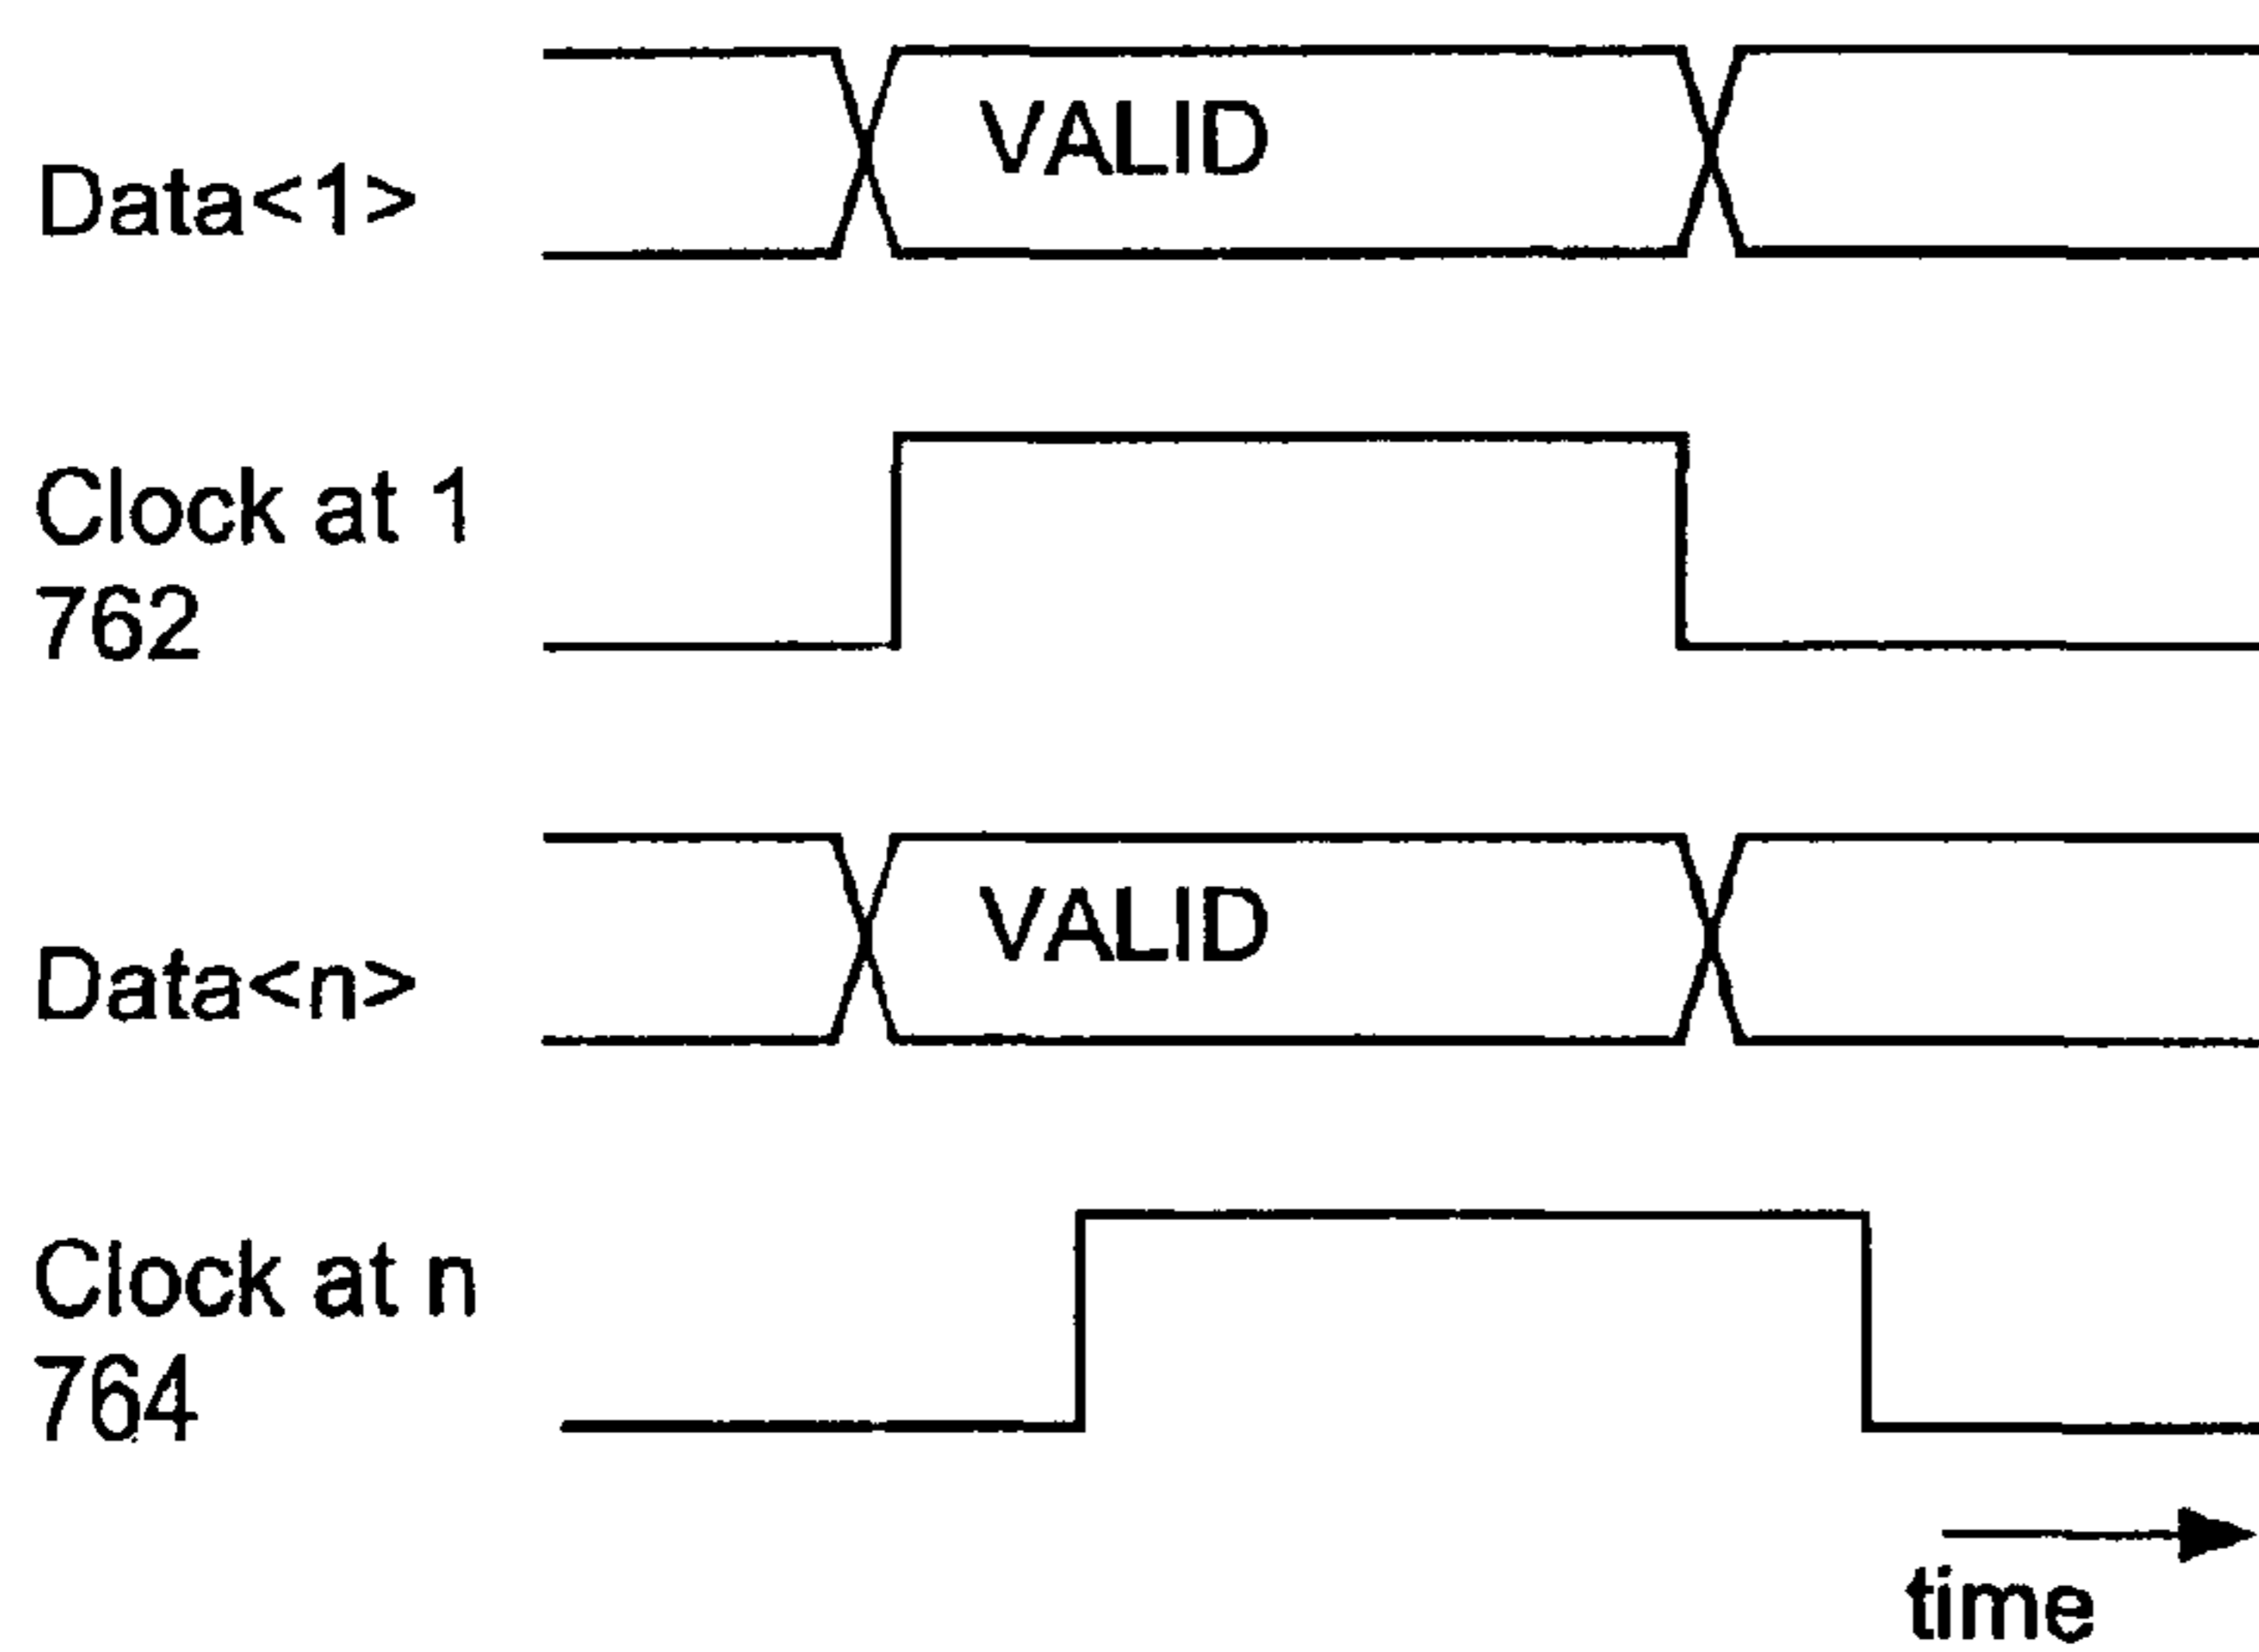 VALID
Data<1>
Clock at 1
762
VALID
Data<n>
Clock at n
764
time